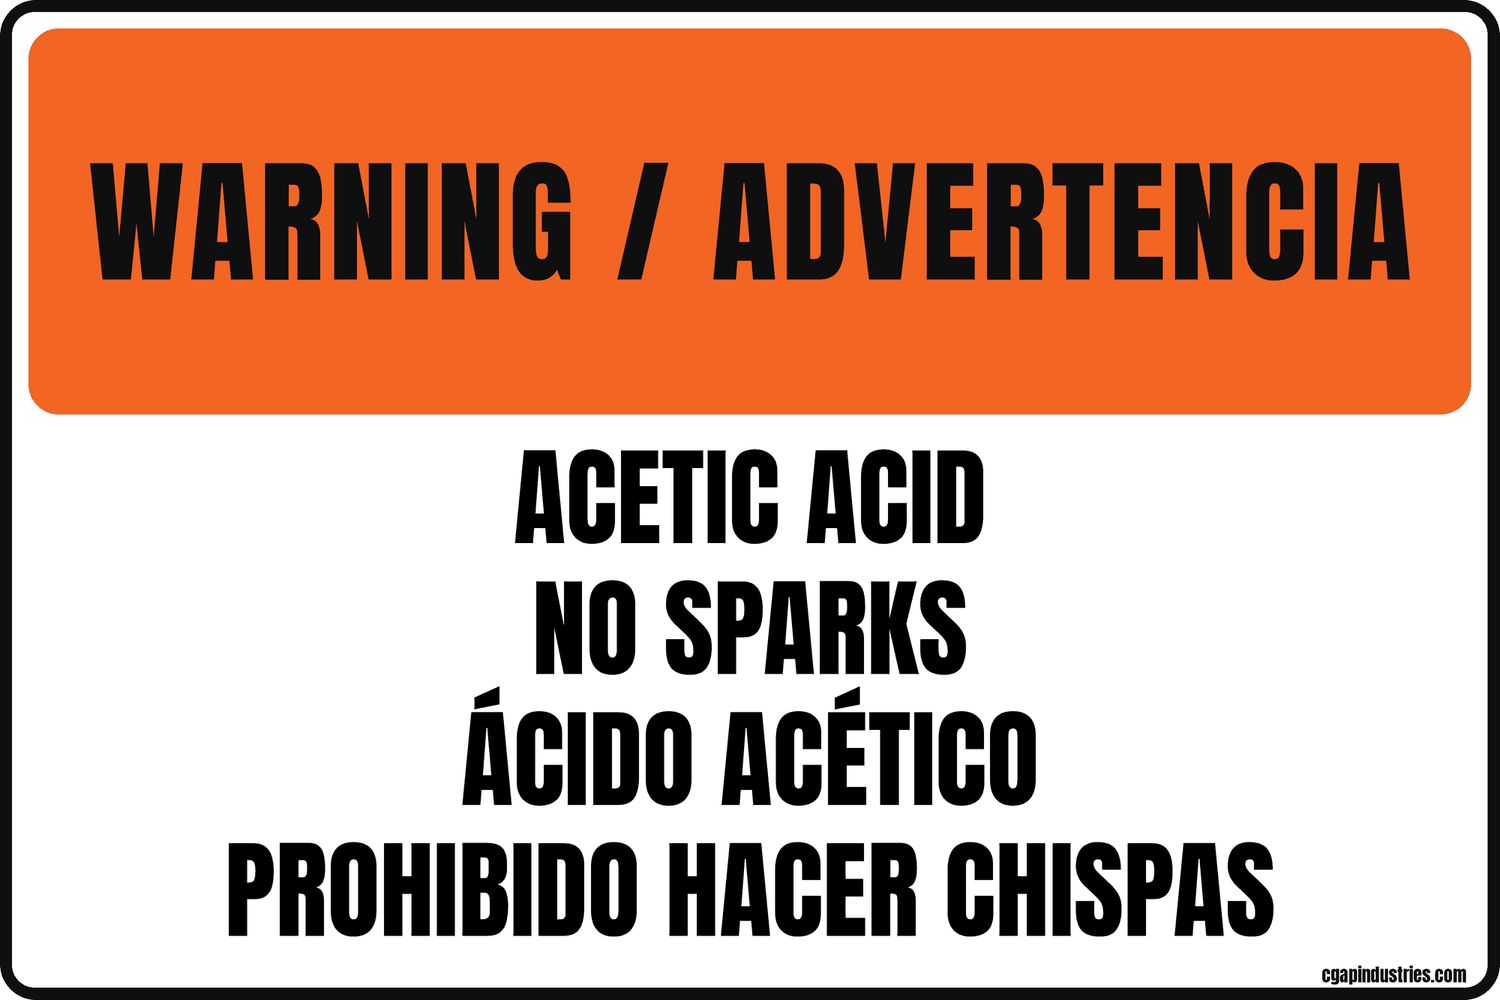 WARNING / ADVERTENCIA
ACETIC ACID
NO SPARKS
ÁCIDO ACÉTICO
PROHIBIDO HACER CHISPAS
cgapindustries.com